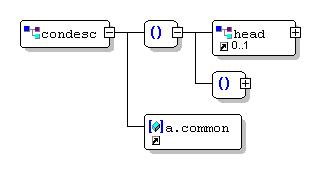 condesc
()
head
0..1
()
a.common